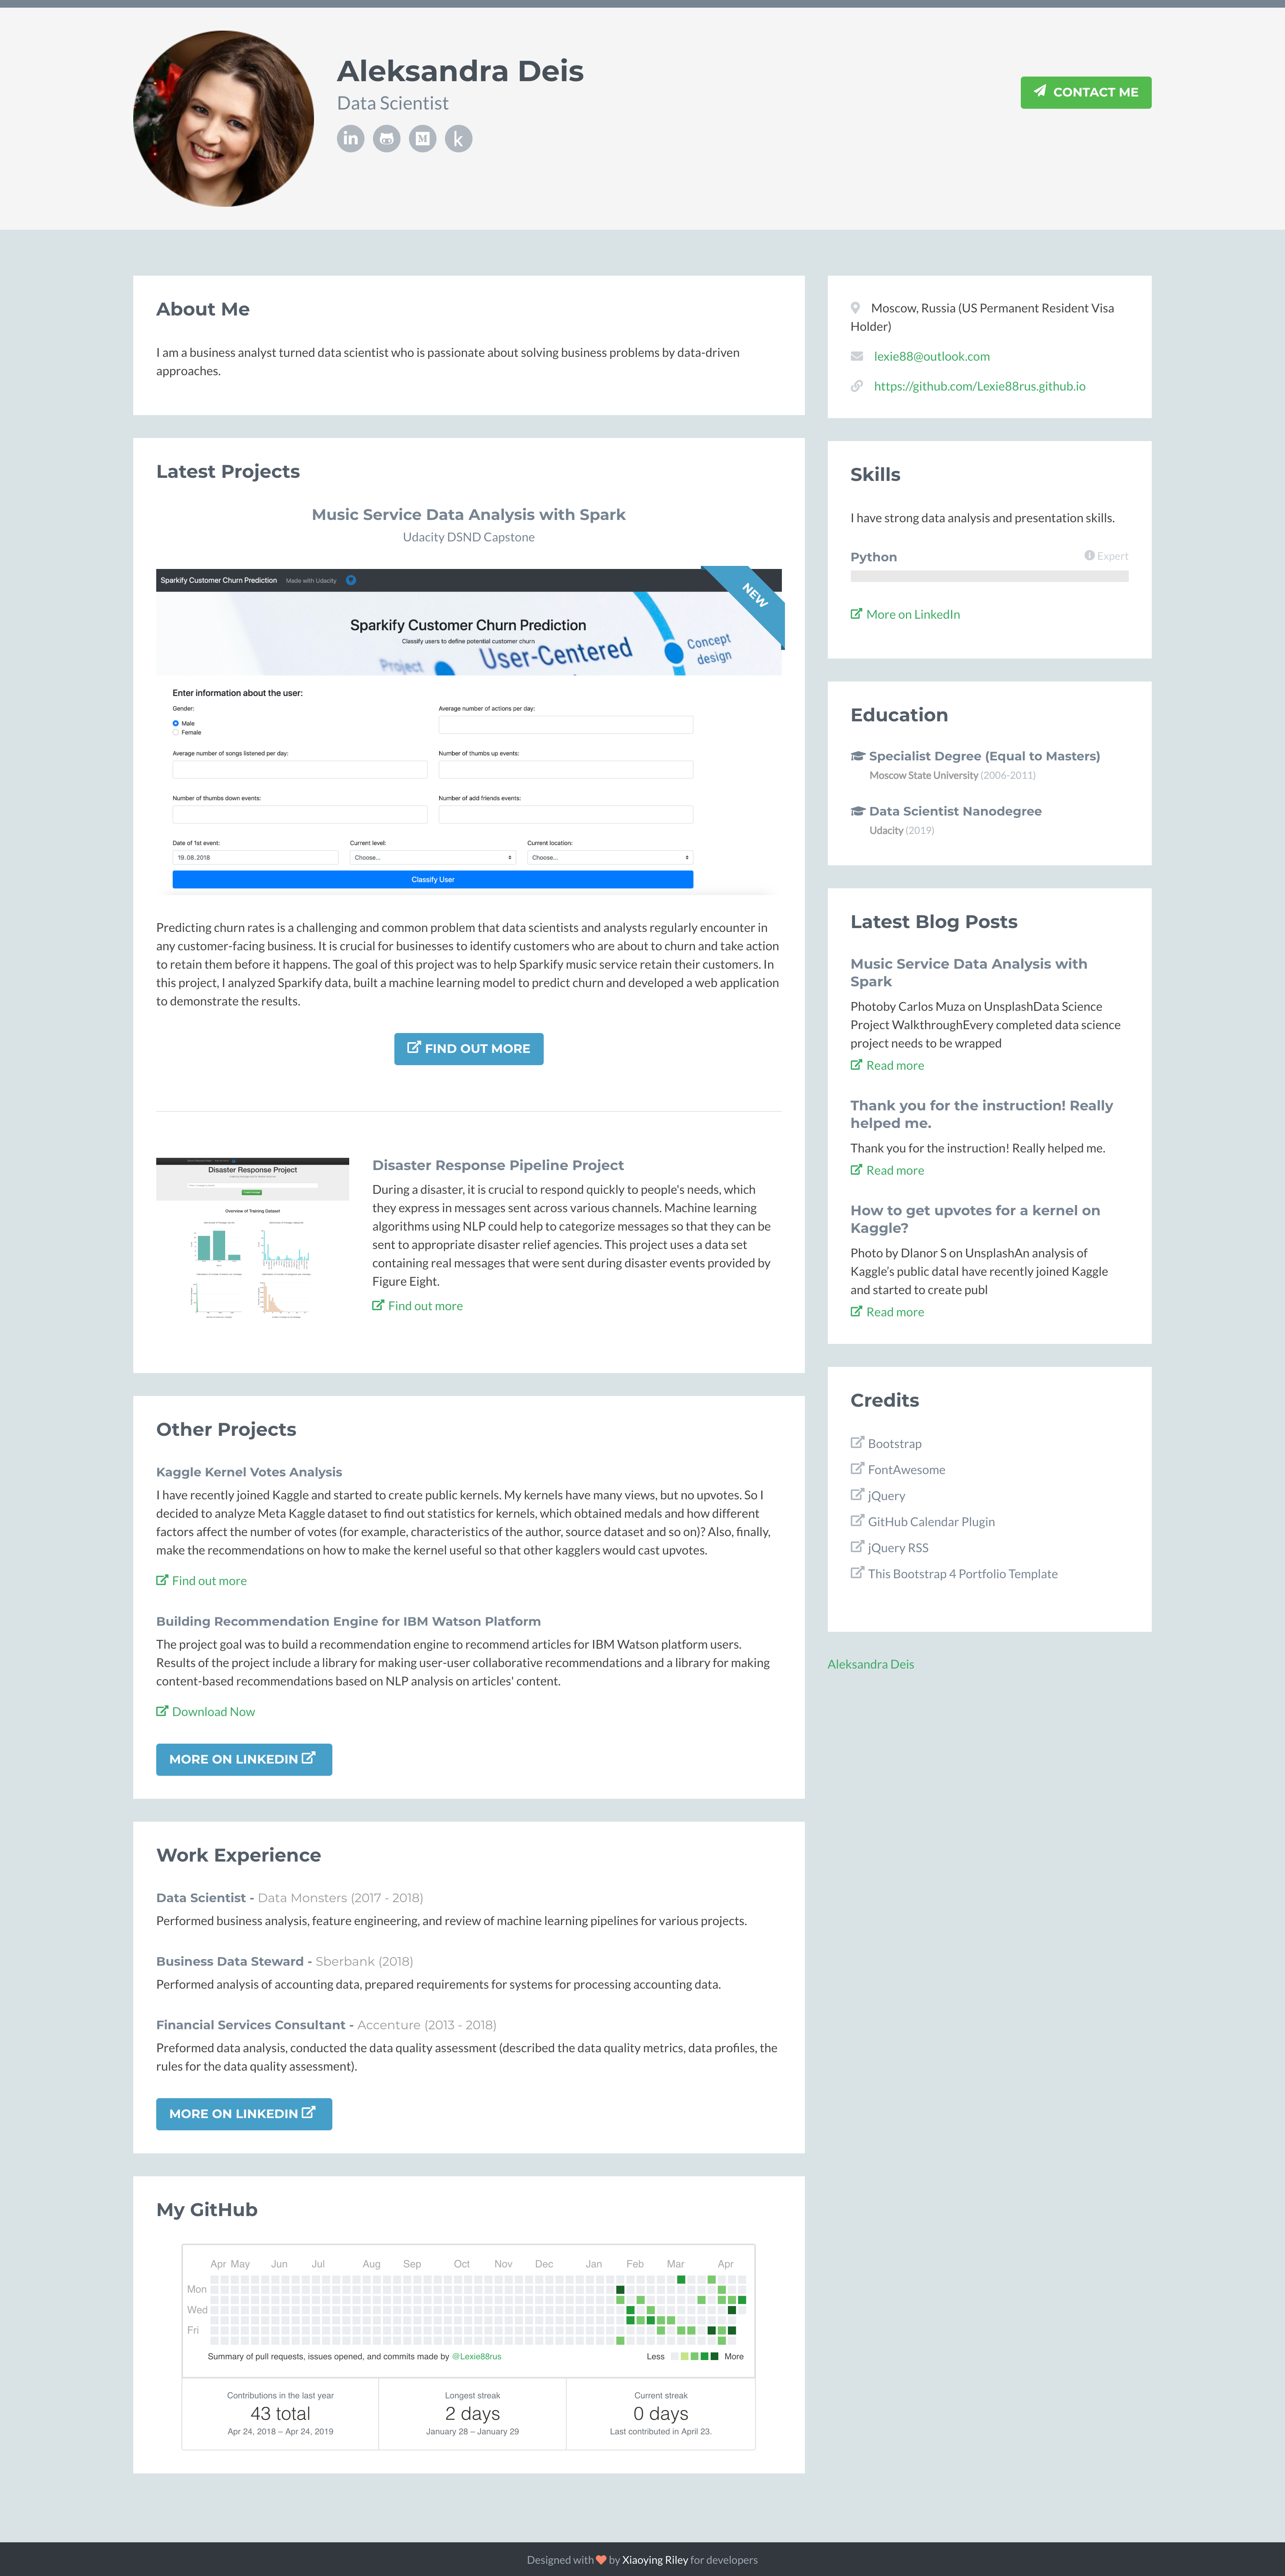 Aleksandra Deis
Data Scientist
CONTACT ME
About Me
I am a business analyst turned data scientist who is passionate about solving business problems by data-driven
approaches.
Latest Projects
Music Service Data Analysis with Spark
Udacity DSND Capstone
Sparkify Customer Churn Prediction Made with Udacity
NEW
Sparkify Customer Churn Prediction
Classify users to define potential customer churn
Project
User-Centered
Concept
design
Enter information about the user:
Gender:
Average number of actions per day:
Male
Female
Average number of songs listened per day:
Number of thumbs up events:
Number of thumbs down events:
Number of add friends events:
Date of 1st event:
Current level:
Current location:
19.08.2018
Choose...
Choose...
Classify User
Predicting churn rates is a challenging and common problem that data scientists and analysts regularly encounter in
any customer-facing business. It is crucial for businesses to identify customers who are about to churn and take action
to retain them before it happens. The goal of this project was to help Sparkify music service retain their customers. In
this project, I analyzed Sparkify data, built a machine learning model to predict churn and developed a web application
to demonstrate the results.
FIND OUT MORE
Disaster Response Project
Overview of Training Dataset
Disaster Response Pipeline Project
During a disaster, it is crucial to respond quickly to people's needs, which
they express in messages sent across various channels. Machine learning
algorithms using NLP could help to categorize messages so that they can be
sent to appropriate disaster relief agencies. This project uses a data set
containing real messages that were sent during disaster events provided by
Figure Eight.
Find out more
Other Projects
Kaggle Kernel Votes Analysis
I have recently joined Kaggle and started to create public kernels. My kernels have many views, but no upvotes. So I
decided to analyze Meta Kaggle dataset to find out statistics for kernels, which obtained medals and how different
factors affect the number of votes (for example, characteristics of the author, source dataset and so on)? Also, finally,
make the recommendations on how to make the kernel useful so that other kagglers would cast upvotes.
Find out more
Building Recommendation Engine for IBM Watson Platform
The project goal was to build a recommendation engine to recommend articles for IBM Watson platform users.
Results of the project include a library for making user-user collaborative recommendations and a library for making
content-based recommendations based on NLP analysis on articles' content.
Download Now
MORE ON LINKEDIN
Work Experience
Data Scientist - Data Monsters (2017 - 2018)
Performed business analysis, feature engineering, and review of machine learning pipelines for various projects.
Business Data Steward - Sberbank (2018)
Performed analysis of accounting data, prepared requirements for systems for processing accounting data.
Financial Services Consultant - Accenture (2013 - 2018)
Preformed data analysis, conducted the data quality assessment (described the data quality metrics, data profiles, the
rules for the data quality assessment).
MORE ON LINKEDIN
My GitHub
Apr May Jun Jul Aug Sep Oct Nov Dec Jan Feb Mar Apr
Mon
Wed
Fri
Summary of pull requests, issues opened, and commits made by @Lexie88rus
Less More
Contributions in the last year
43 total
Apr 24, 2018 – Apr 24, 2019
Longest streak
2 days
January 28 – January 29
Current streak
0 days
Last contributed in April 23.
Moscow, Russia (US Permanent Resident Visa
Holder)
lexie88@outlook.com
https://github.com/Lexie88rus.github.io
Skills
I have strong data analysis and presentation skills.
Python
Expert
More on LinkedIn
Education
Specialist Degree (Equal to Masters)
Moscow State University (2006-2011)
Data Scientist Nanodegree
Udacity (2019)
Latest Blog Posts
Music Service Data Analysis with
Spark
Photoby Carlos Muza on UnsplashData Science
Project WalkthroughEvery completed data science
project needs to be wrapped
Read more
Thank you for the instruction! Really
helped me.
Thank you for the instruction! Really helped me.
Read more
How to get upvotes for a kernel on
Kaggle?
Photo by Dlanor S on UnsplashAn analysis of
Kaggle's public dataI have recently joined Kaggle
and started to create publ
Read more
Credits
Bootstrap
FontAwesome
jQuery
GitHub Calendar Plugin
jQuery RSS
This Bootstrap 4 Portfolio Template
Aleksandra Deis
Designed with by Xiaoying Riley for developers